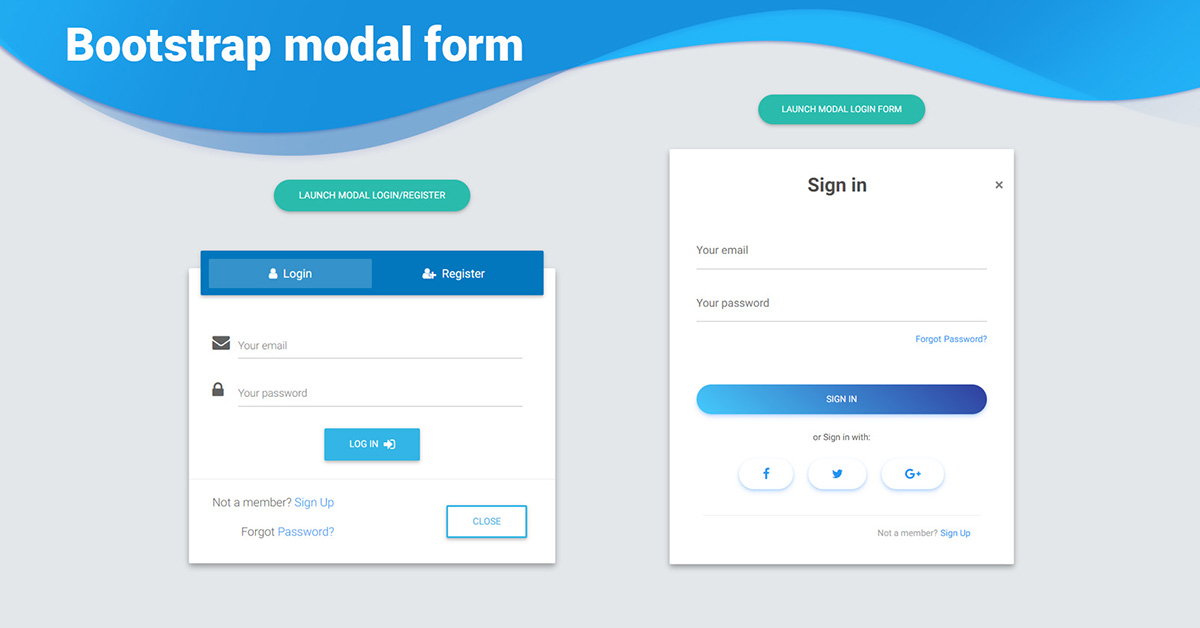 Bootstrap modal form
LAUNCH MODAL LOGIN/REGISTER
Login
Register
Your email
Your password
LOG IN
Not a member? Sign Up
Forgot Password?
CLOSE
LAUNCH MODAL LOGIN FORM
Sign in
×
Your email
Your password
Forgot Password?
SIGN IN
or Sign in with:
f
G+
Not a member? Sign Up